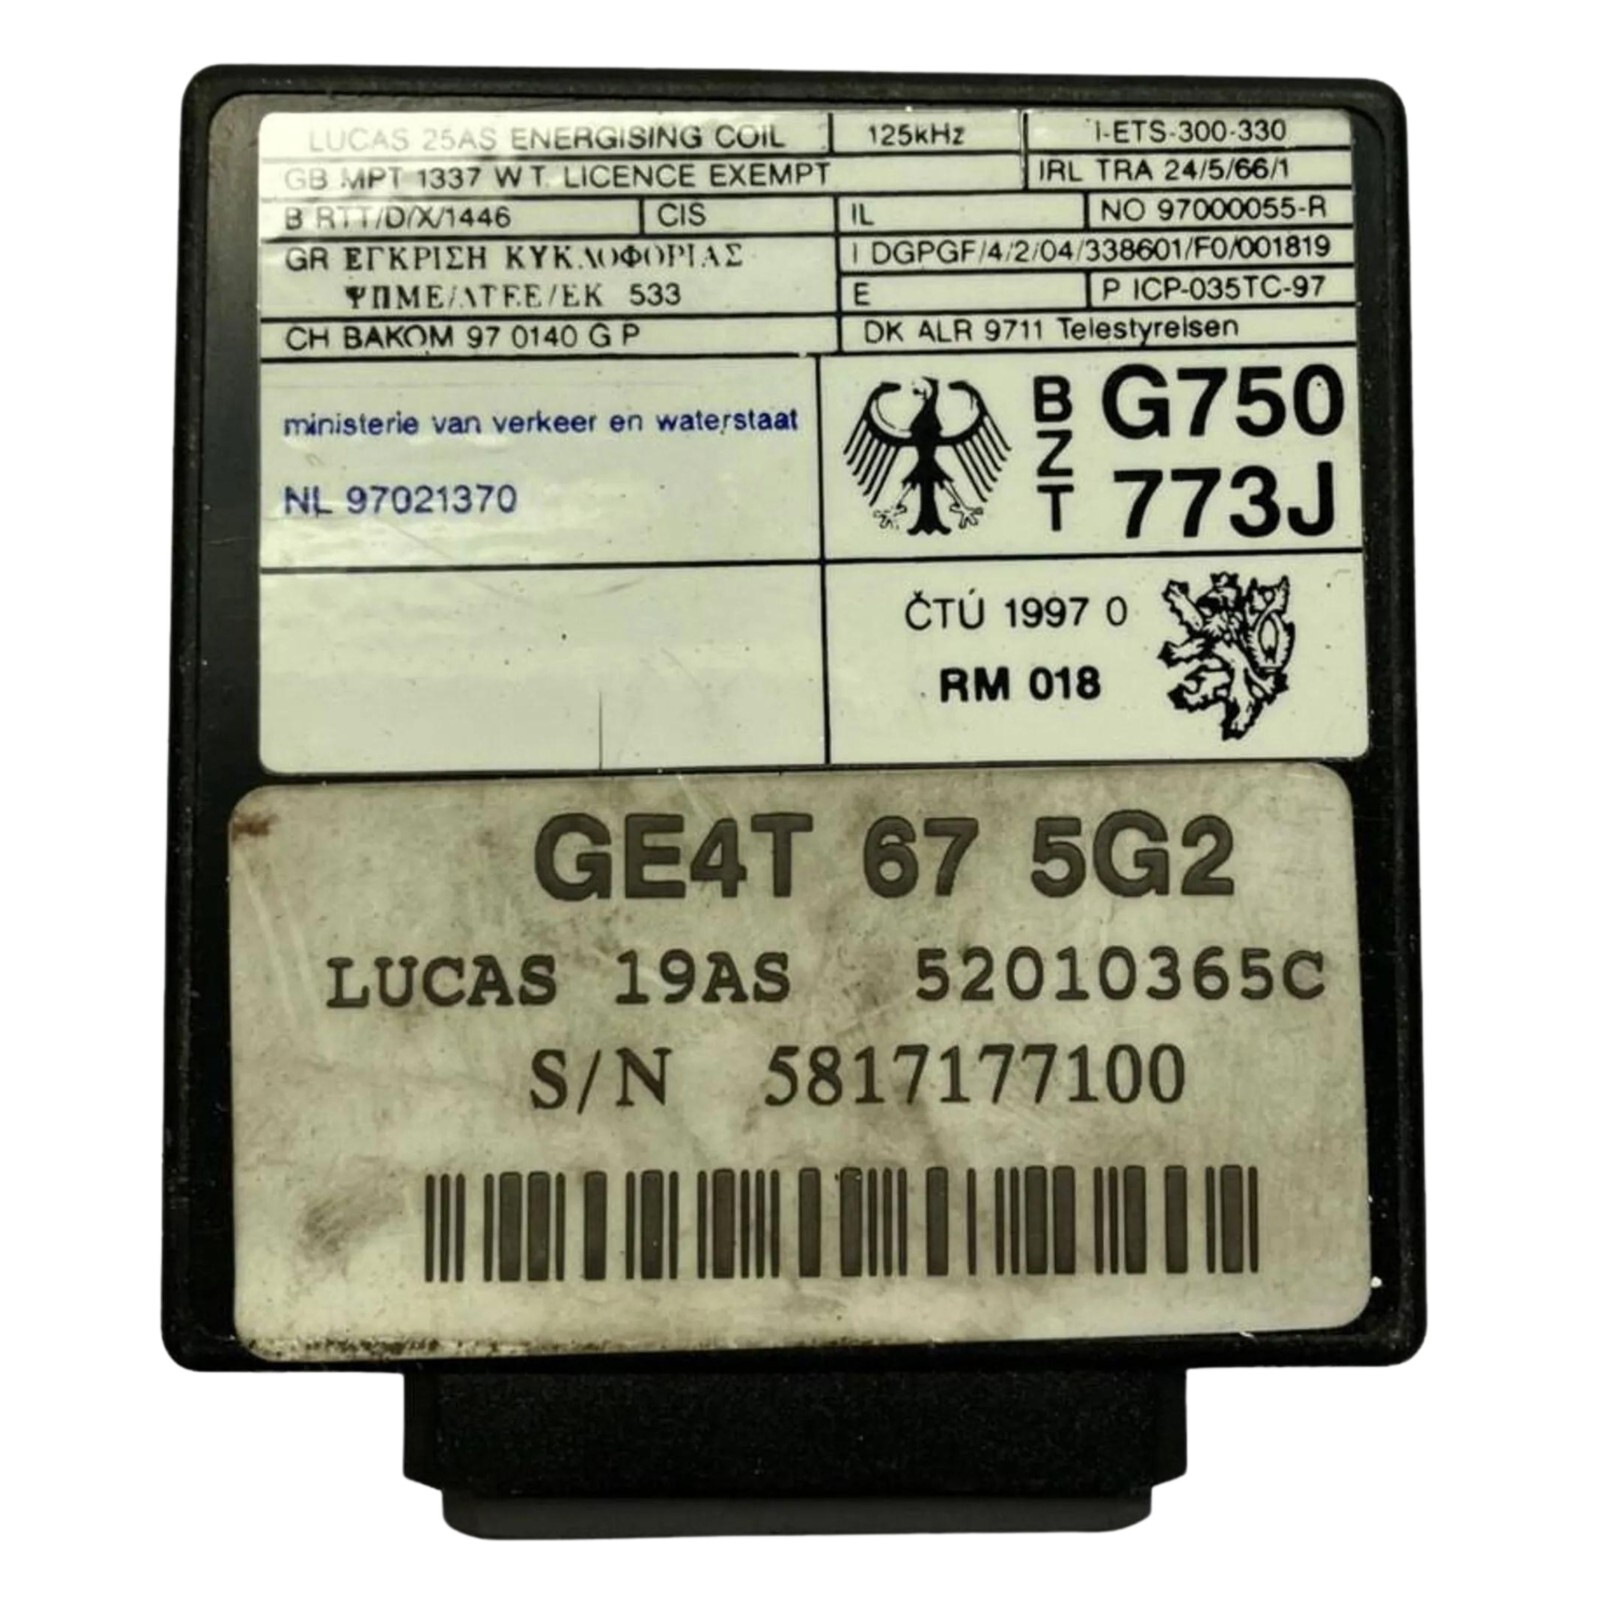 LUCAS 25AS ENERGISING COIL 125kHz I-ETS-300-330
GB MPT 1337 W.T. LICENCE EXEMPT IRL TRA 24/5/66/1
B RTT/D/X/1446 CIS IL NO 97000055-R
GR ΕΓΚΡΙΣΗ ΚΥΚΛΟΦΟΡΙΑΣ I DGPGF/4/2/04/338601/F0/001819
ΨΠΜΕ/ΔΤΕΕ/ΕΚ 533 E P ICP-035TC-97
CH BAKOM 97 0140 G P DK ALR 9711 Telestyrelsen
ministerie van verkeer en waterstaat
NL 97021370
BZT G750
773J
ČTÚ 1997 0
RM 018
GE4T 67 5G2
LUCAS 19AS 52010365C
S/N 5817177100